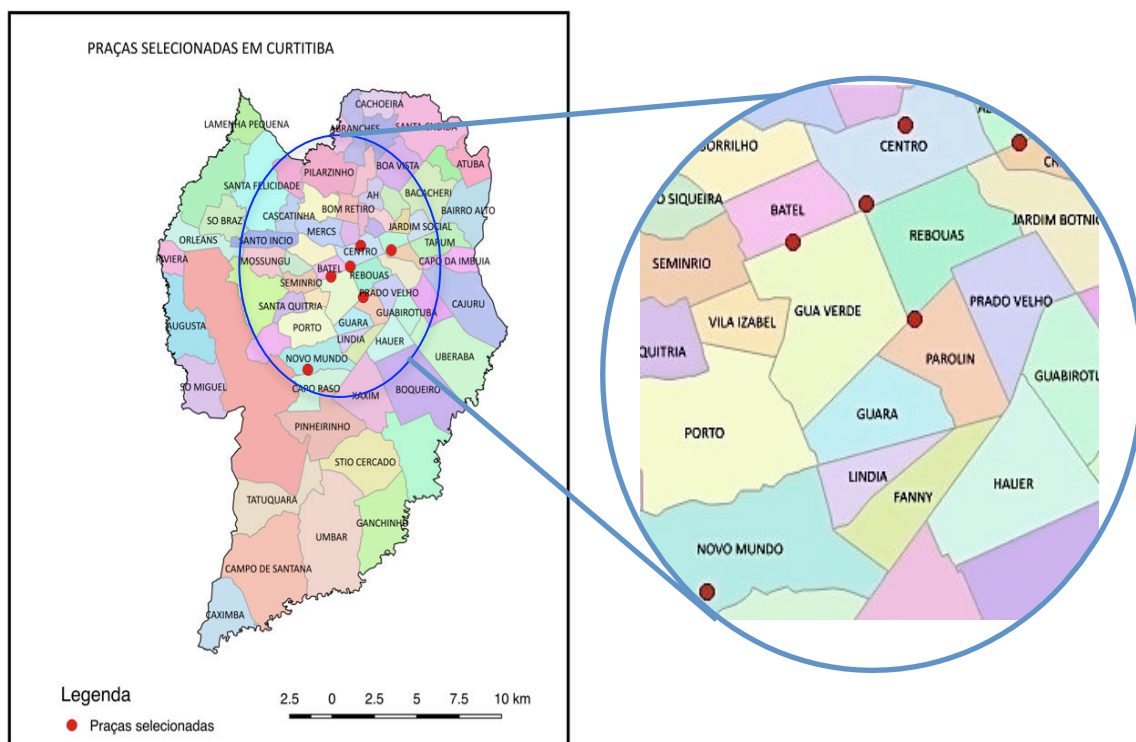 PRAÇAS SELECIONADAS EM CURTITIBA
CACHOEIRA
LAMENHA PEQUENA
ABRANCHES
PILARZINHO
BOA VISTA
ATUBA
SANTA FELICIDADE
AH
BACACHERI
SO BRAZ
CASCATINHA
BOM RETIRO
BAIRRO ALTO
MERCS
JARDIM SOCIAL
ORLEANS
SANTO INCIO
CENTRO
TARUM
RIVIERA
MOSSUNGU
BATEL
REBOUAS
CAPO DA IMBUIA
SEMINRIO
PRADO VELHO
CAJURU
SANTA QUITRIA
GUABIROTUBA
AUGUSTA
PORTO
GUARA
LINDIA
HAUER
NOVO MUNDO
UBERABA
SO MIGUEL
CAPO RASO
XAXIM
BOQUEIRO
PINHEIRINHO
STIO CERCADO
TATUQUARA
GANCHINHO
UMBAR
CAMPO DE SANTANA
CAXIMBA
Legenda
Praças selecionadas
2.5 0 2.5 5 7.5 10 km
ORRILHO
CENTRO
O SIQUEIRA
BATEL
JARDIM BOTNIC
REBOUAS
SEMINRIO
PRADO VELHO
GUA VERDE
VILA IZABEL
QUITRIA
PAROLIN
GUABIROTU
GUARA
PORTO
LINDIA
HAUER
FANNY
NOVO MUNDO